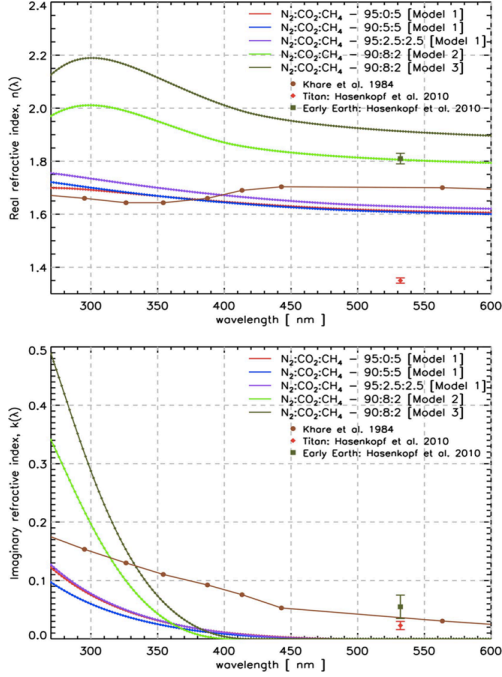 2.4
2.2
2.0
1.8
1.6
1.4
Real refractive index, n(λ)
N₂:CO₂:CH₄ – 95:0:5 [Model 1]
N₂:CO₂:CH₄ – 90:5:5 [Model 1]
N₂:CO₂:CH₄ – 95:2.5:2.5 [Model 1]
N₂:CO₂:CH₄ – 90:8:2 [Model 2]
N₂:CO₂:CH₄ – 90:8:2 [Model 3]
Khare et al. 1984
Titan: Hasenkopf et al. 2010
Early Earth: Hasenkopf et al. 2010
300 350 400 450 500 550 600
wavelength [ nm ]
0.5
0.4
0.3
0.2
0.1
0.0
Imaginary refractive index, k(λ)
N₂:CO₂:CH₄ – 95:0:5 [Model 1]
N₂:CO₂:CH₄ – 90:5:5 [Model 1]
N₂:CO₂:CH₄ – 95:2.5:2.5 [Model 1]
N₂:CO₂:CH₄ – 90:8:2 [Model 2]
N₂:CO₂:CH₄ – 90:8:2 [Model 3]
Khare et al. 1984
Titan: Hasenkopf et al. 2010
Early Earth: Hasenkopf et al. 2010
300 350 400 450 500 550 600
wavelength [ nm ]